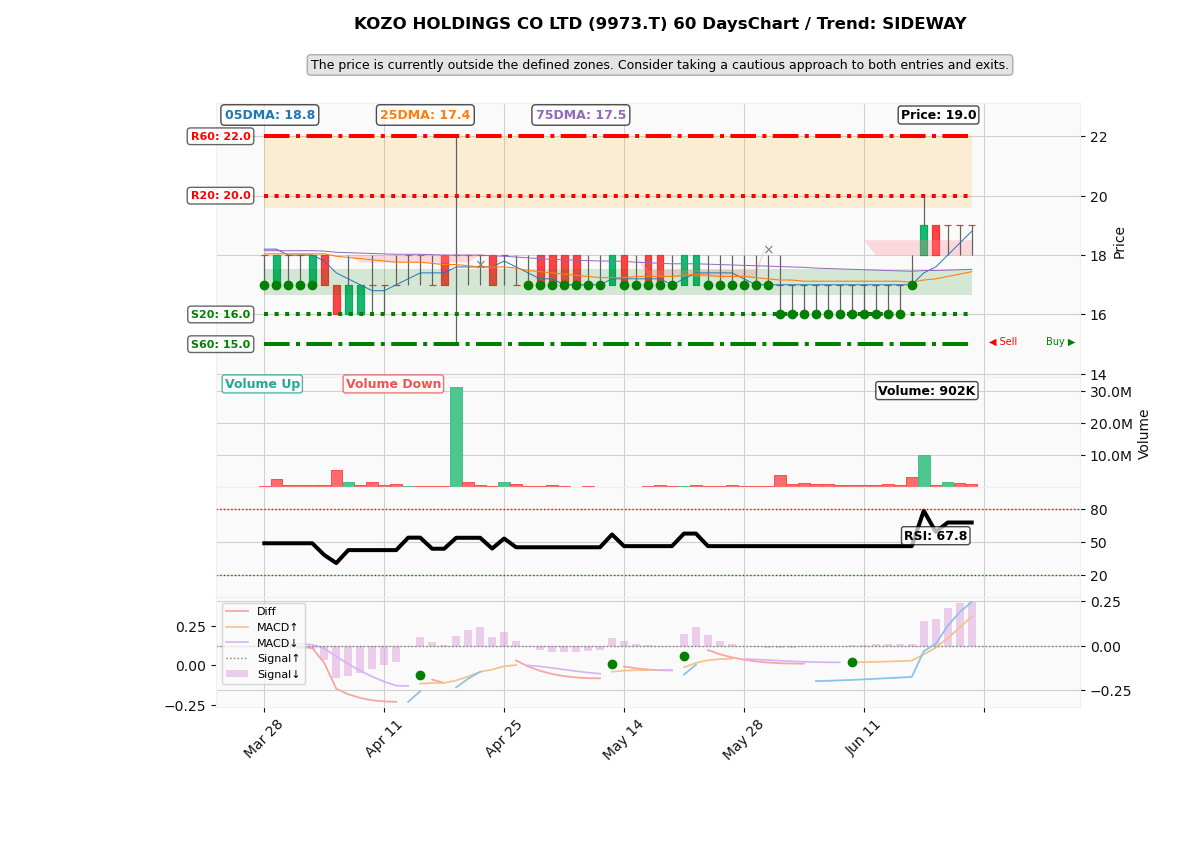 KOZO HOLDINGS CO LTD (9973.T) 60 DaysChart / Trend: SIDEWAY
The price is currently outside the defined zones. Consider taking a cautious approach to both entries and exits.
05DMA: 18.8
25DMA: 17.4
75DMA: 17.5
Price: 19.0
R60: 22.0
R20: 20.0
S20: 16.0
S60: 15.0
22
20
18
16
14
Price
◀ Sell
Buy ▶
Volume Up
Volume Down
Volume: 902K
30.0M
20.0M
10.0M
Volume
80
50
20
RSI: 67.8
Diff
MACD↑
MACD↓
Signal↑
Signal↓
0.25
0.00
−0.25
0.25
0.00
−0.25
Mar 28
Apr 11
Apr 25
May 14
May 28
Jun 11